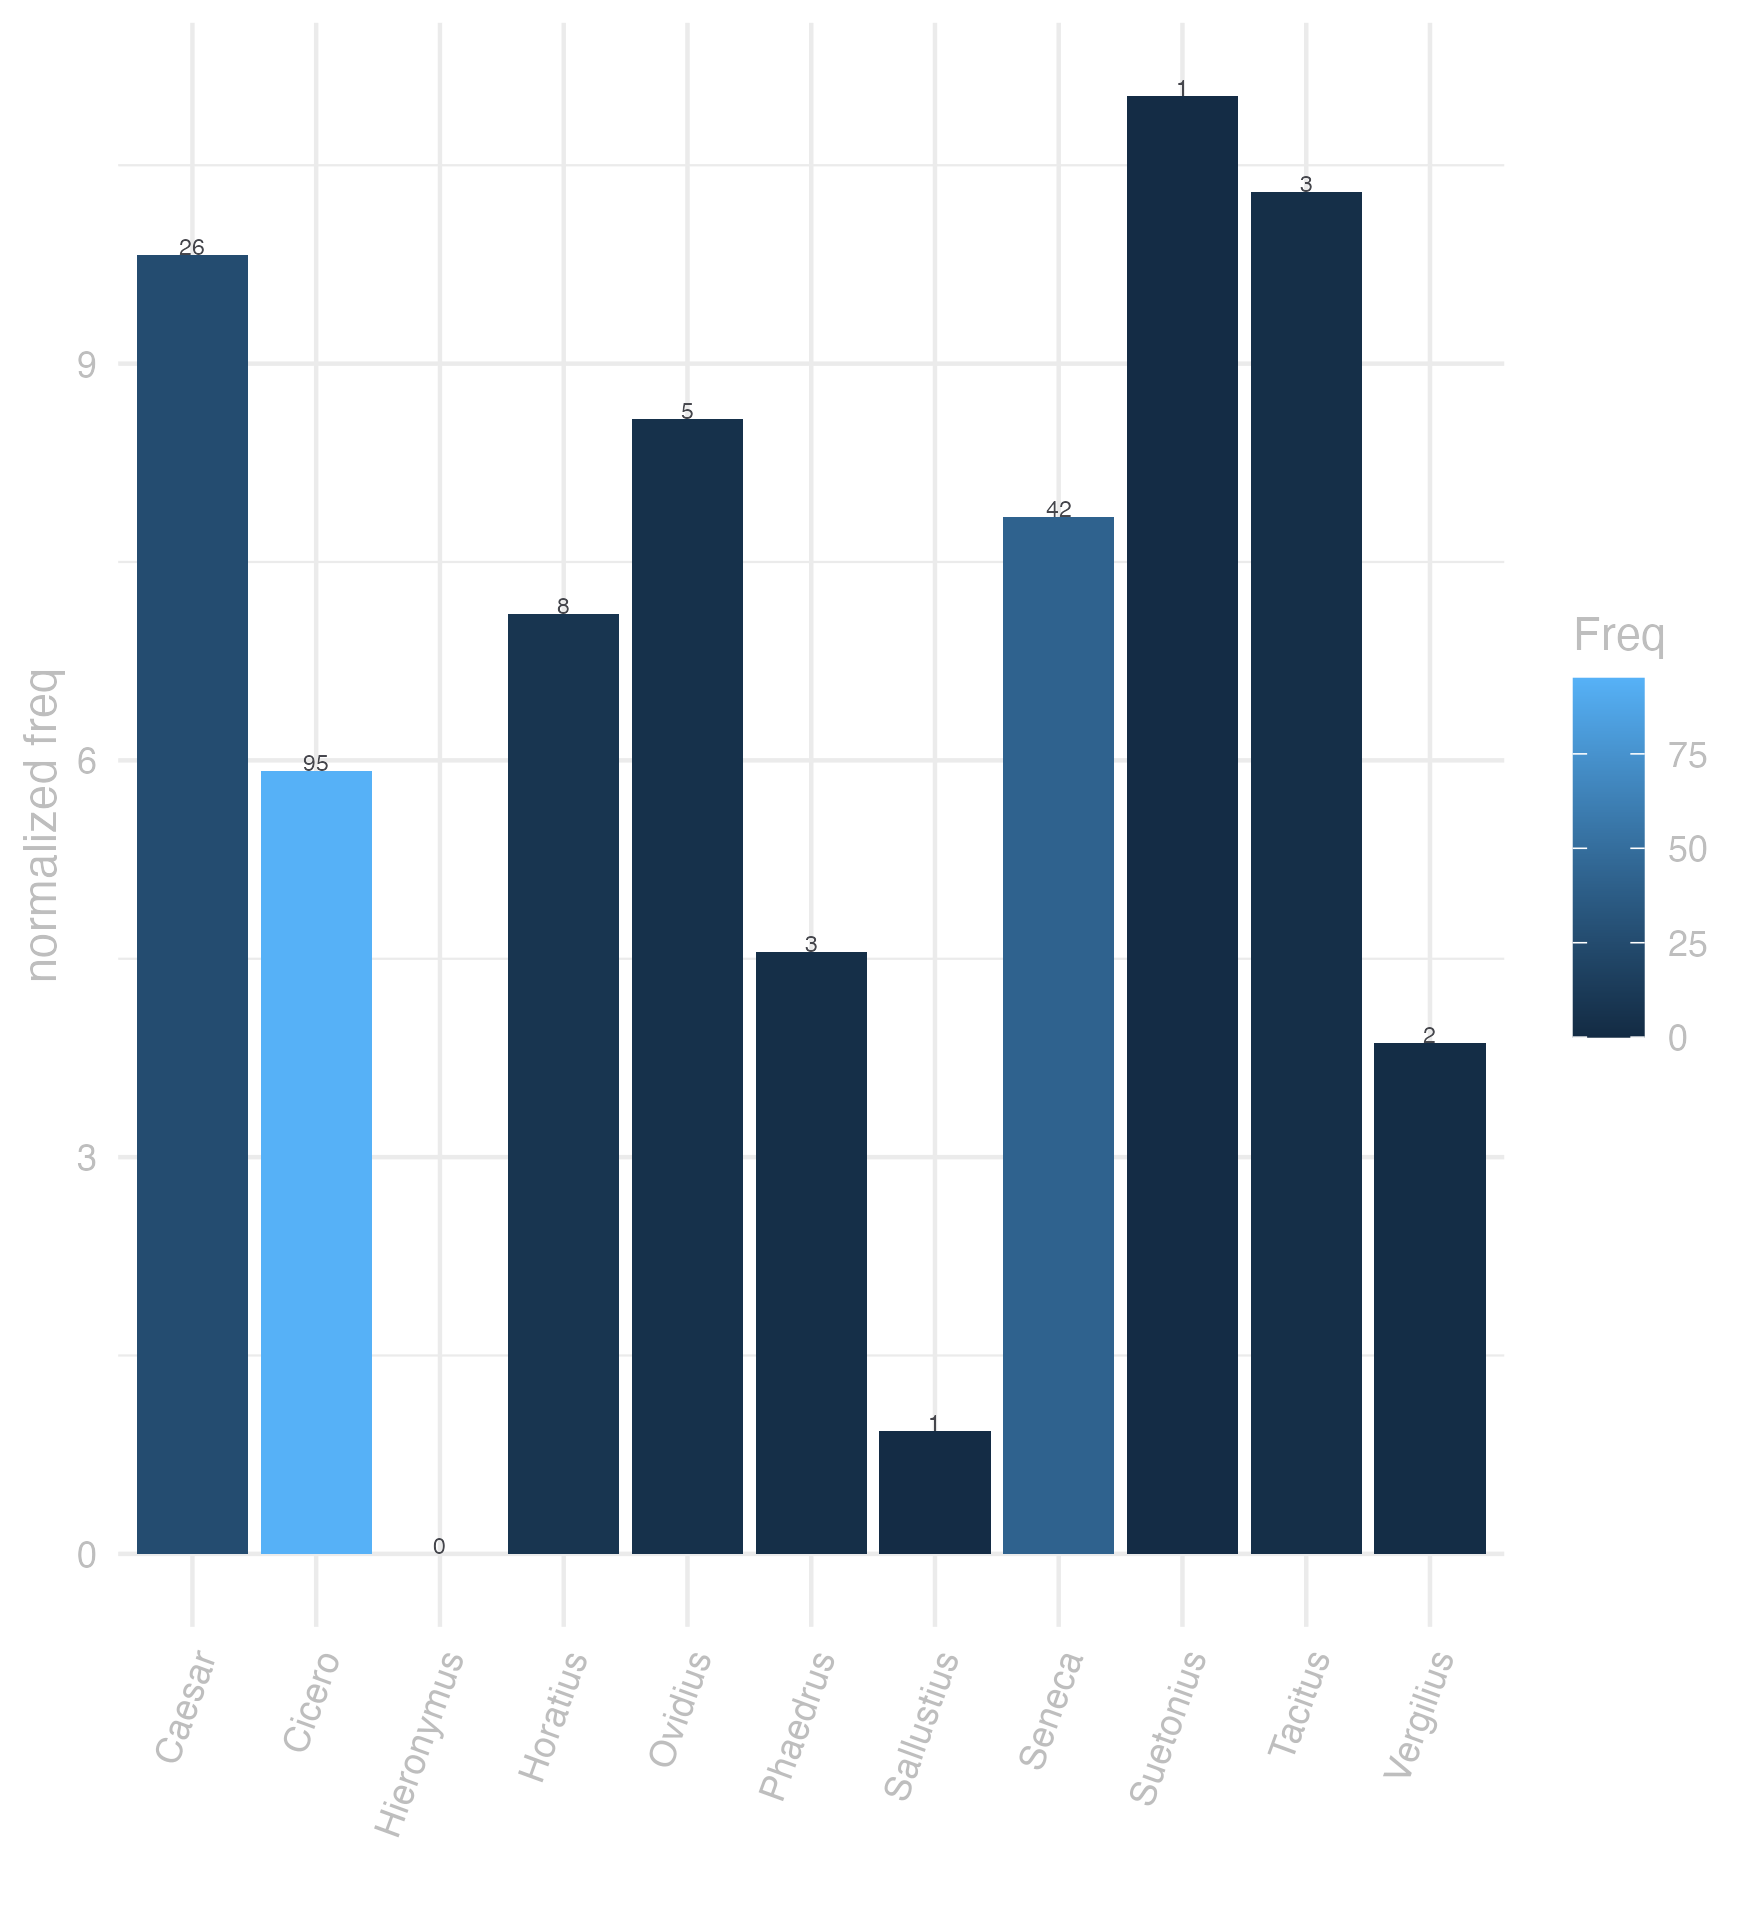 normalized freq
9
6
3
0
26
95
0
8
5
3
1
42
1
3
2
Caesar
Cicero
Hieronymus
Horatius
Ovidius
Phaedrus
Sallustius
Seneca
Suetonius
Tacitus
Vergilius
Freq
75
50
25
0